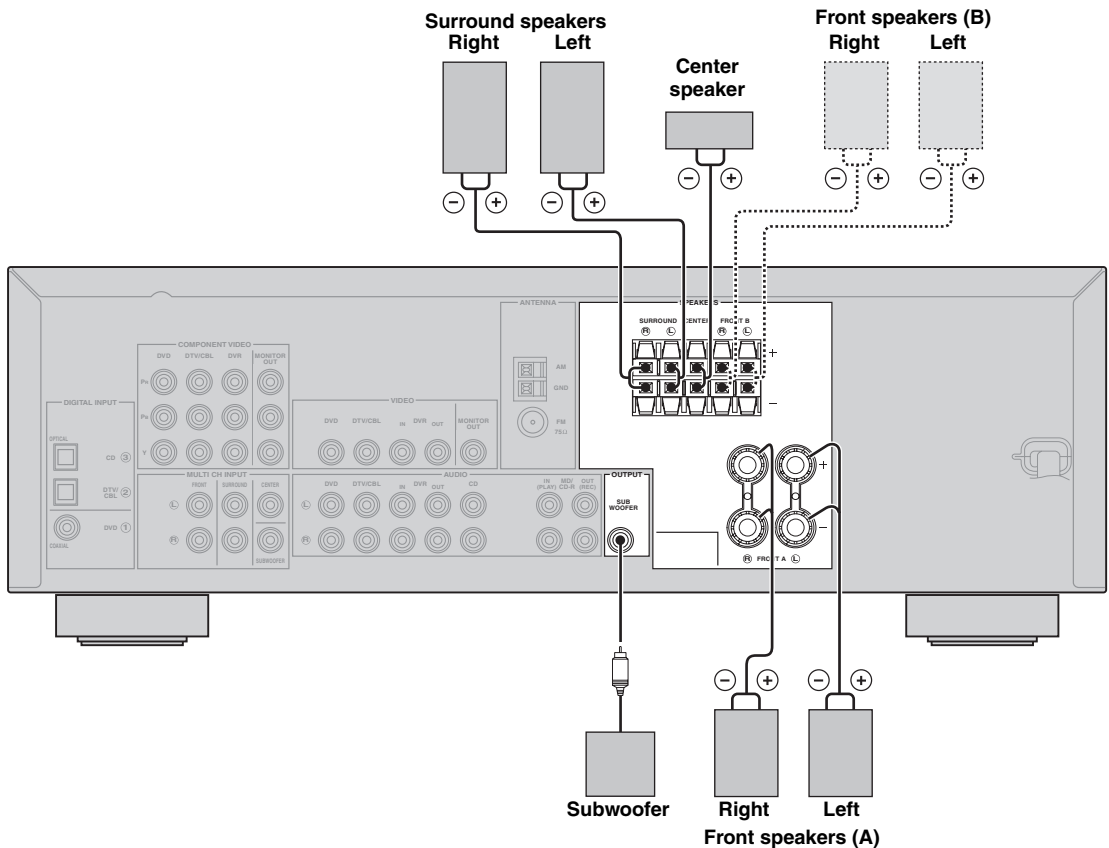 Surround speakers
Right Left
Center
speaker
Front speakers (B)
Right Left
− + − + − + − + − +
ANTENNA
AM
GND
FM
75Ω
SPEAKERS
SURROUND CENTER FRONT B
R L R L
+
−
COMPONENT VIDEO
DVD DTV/CBL DVR MONITOR
OUT
Y
DIGITAL INPUT
OPTICAL
CD 3
DTV/
CBL 2
DVD 1
COAXIAL
VIDEO
DVD DTV/CBL IN DVR OUT MONITOR
OUT
MULTI CH INPUT
FRONT SURROUND CENTER
L
R
SUBWOOFER
AUDIO
DVD DTV/CBL IN DVR OUT CD IN MD/ OUT
(PLAY) CD-R (REC)
L
R
OUTPUT
SUB
WOOFER
+
−
R FRONT A L
− + − +
Subwoofer
Right Left
Front speakers (A)